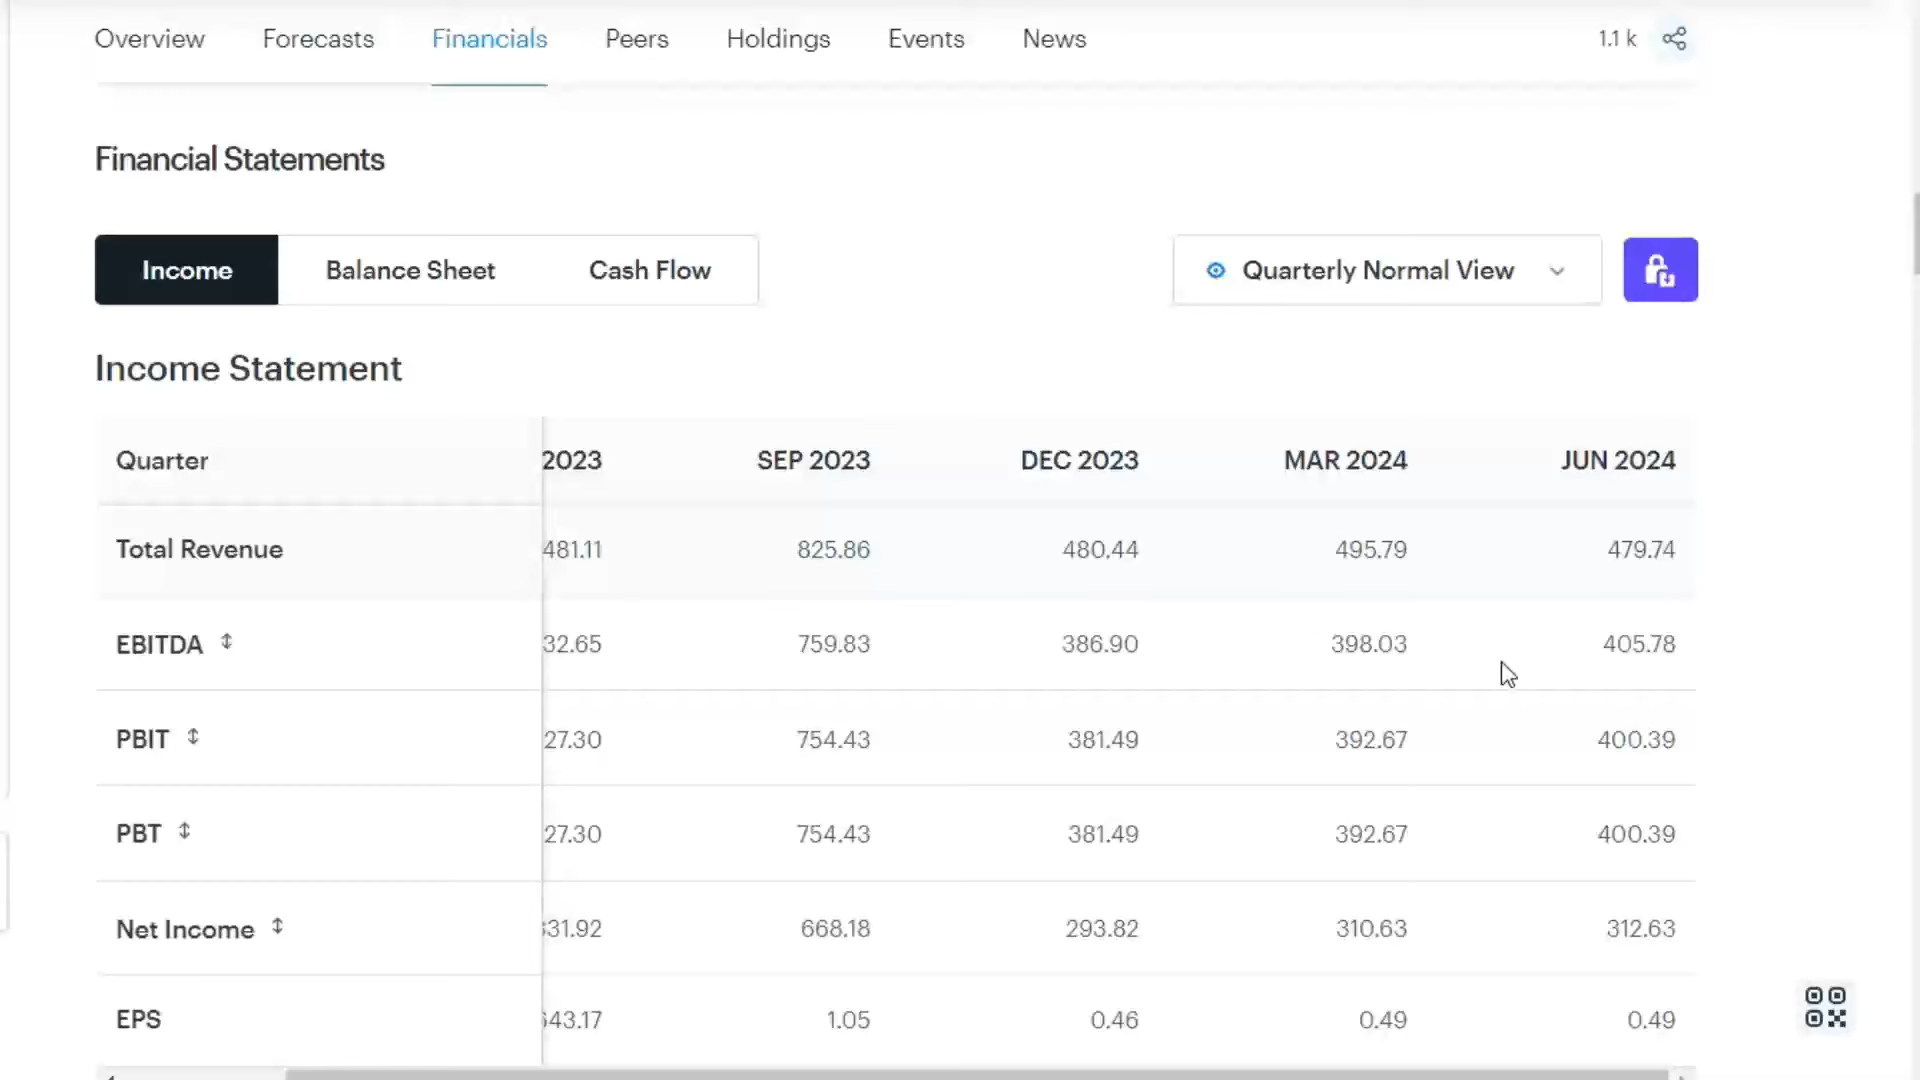 Overview Forecasts Financials Peers Holdings Events News 1.1 k
Financial Statements
Income Balance Sheet Cash Flow Quarterly Normal View
Income Statement
Quarter 2023 SEP 2023 DEC 2023 MAR 2024 JUN 2024
Total Revenue 481.11 825.86 480.44 495.79 479.74
EBITDA 32.65 759.83 386.90 398.03 405.78
PBIT 27.30 754.43 381.49 392.67 400.39
PBT 27.30 754.43 381.49 392.67 400.39
Net Income 31.92 668.18 293.82 310.63 312.63
EPS 43.17 1.05 0.46 0.49 0.49